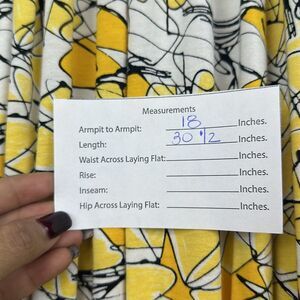 Measurements
Armpit to Armpit: 18 Inches.
Length: 30 1/2 Inches.
Waist Across Laying Flat: Inches.
Rise: Inches.
Inseam: Inches.
Hip Across Laying Flat: Inches.